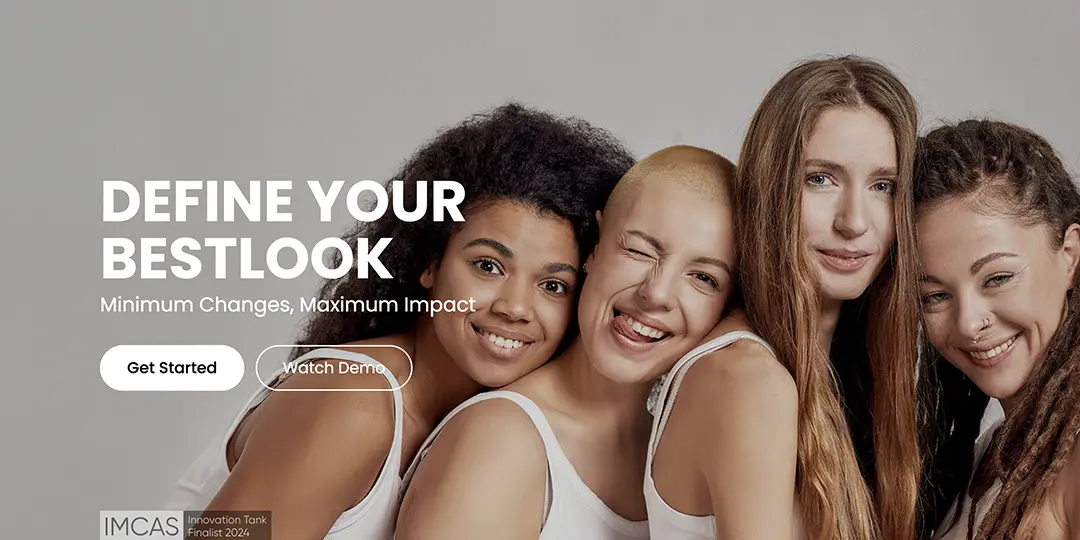 DEFINE YOUR
BESTLOOK
Minimum Changes, Maximum Impact
Get Started
Watch Demo
IMCAS
Innovation Tank
Finalist 2024